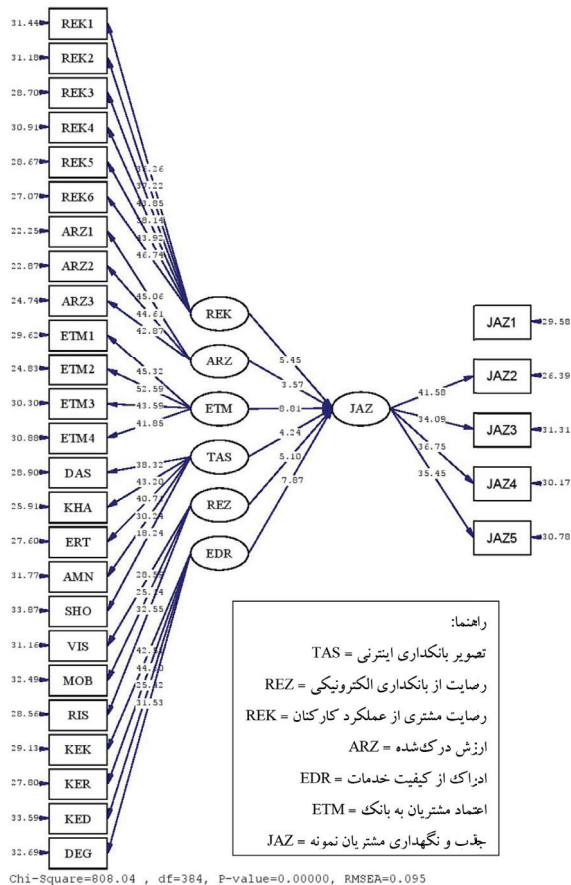 31.44 REK1
31.18 REK2
28.70 REK3
30.91 REK4
28.67 REK5
27.07 REK6
22.25 ARZ1
22.87 ARZ2
24.74 ARZ3
29.62 ETM1
24.83 ETM2
30.30 ETM3
30.88 ETM4
28.90 DAS
25.91 KHA
27.60 ERT
31.77 AMN
33.87 SHO
31.16 VIS
32.49 MOB
28.56 RIS
29.13 KEK
27.80 KER
33.59 KED
32.69 DEG
37.22
43.85
38.14
43.92
46.74
45.06
44.61
42.87
45.32
52.59
43.59
41.85
38.32
43.20
40.71
30.24
18.24
32.55
31.53
REK
ARZ
ETM
TAS
REZ
EDR
5.45
3.57
8.81
4.24
5.10
7.87
JAZ
41.58
34.09
36.75
35.45
JAZ1 29.58
JAZ2 26.39
JAZ3 31.31
JAZ4 30.17
JAZ5 30.78
راهنما:
تصویر بانکداری اینترنی = TAS
رضایت از بانکداری الکترونیکی = REZ
رضایت مشتری از عملکرد کارکنان = REK
ارزش درک‌شده = ARZ
ادراک از کیفیت خدمات = EDR
اعتماد مشتریان به بانک = ETM
جذب و نگهداری مشتریان نمونه = JAZ
Chi-Square=808.04 , df=384, P-value=0.00000, RMSEA=0.095